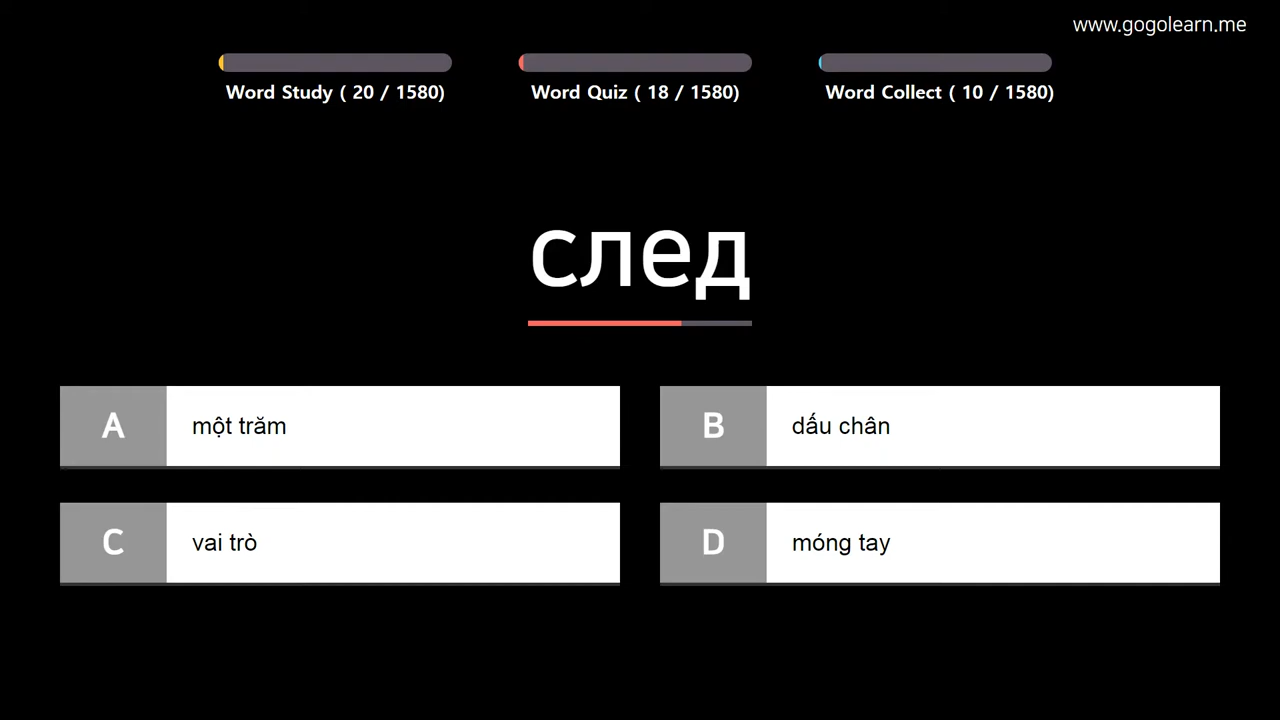 www.gogolearn.me
Word Study ( 20 / 1580)
Word Quiz ( 18 / 1580)
Word Collect ( 10 / 1580)
след
A
một trăm
B
dấu chân
C
vai trò
D
móng tay